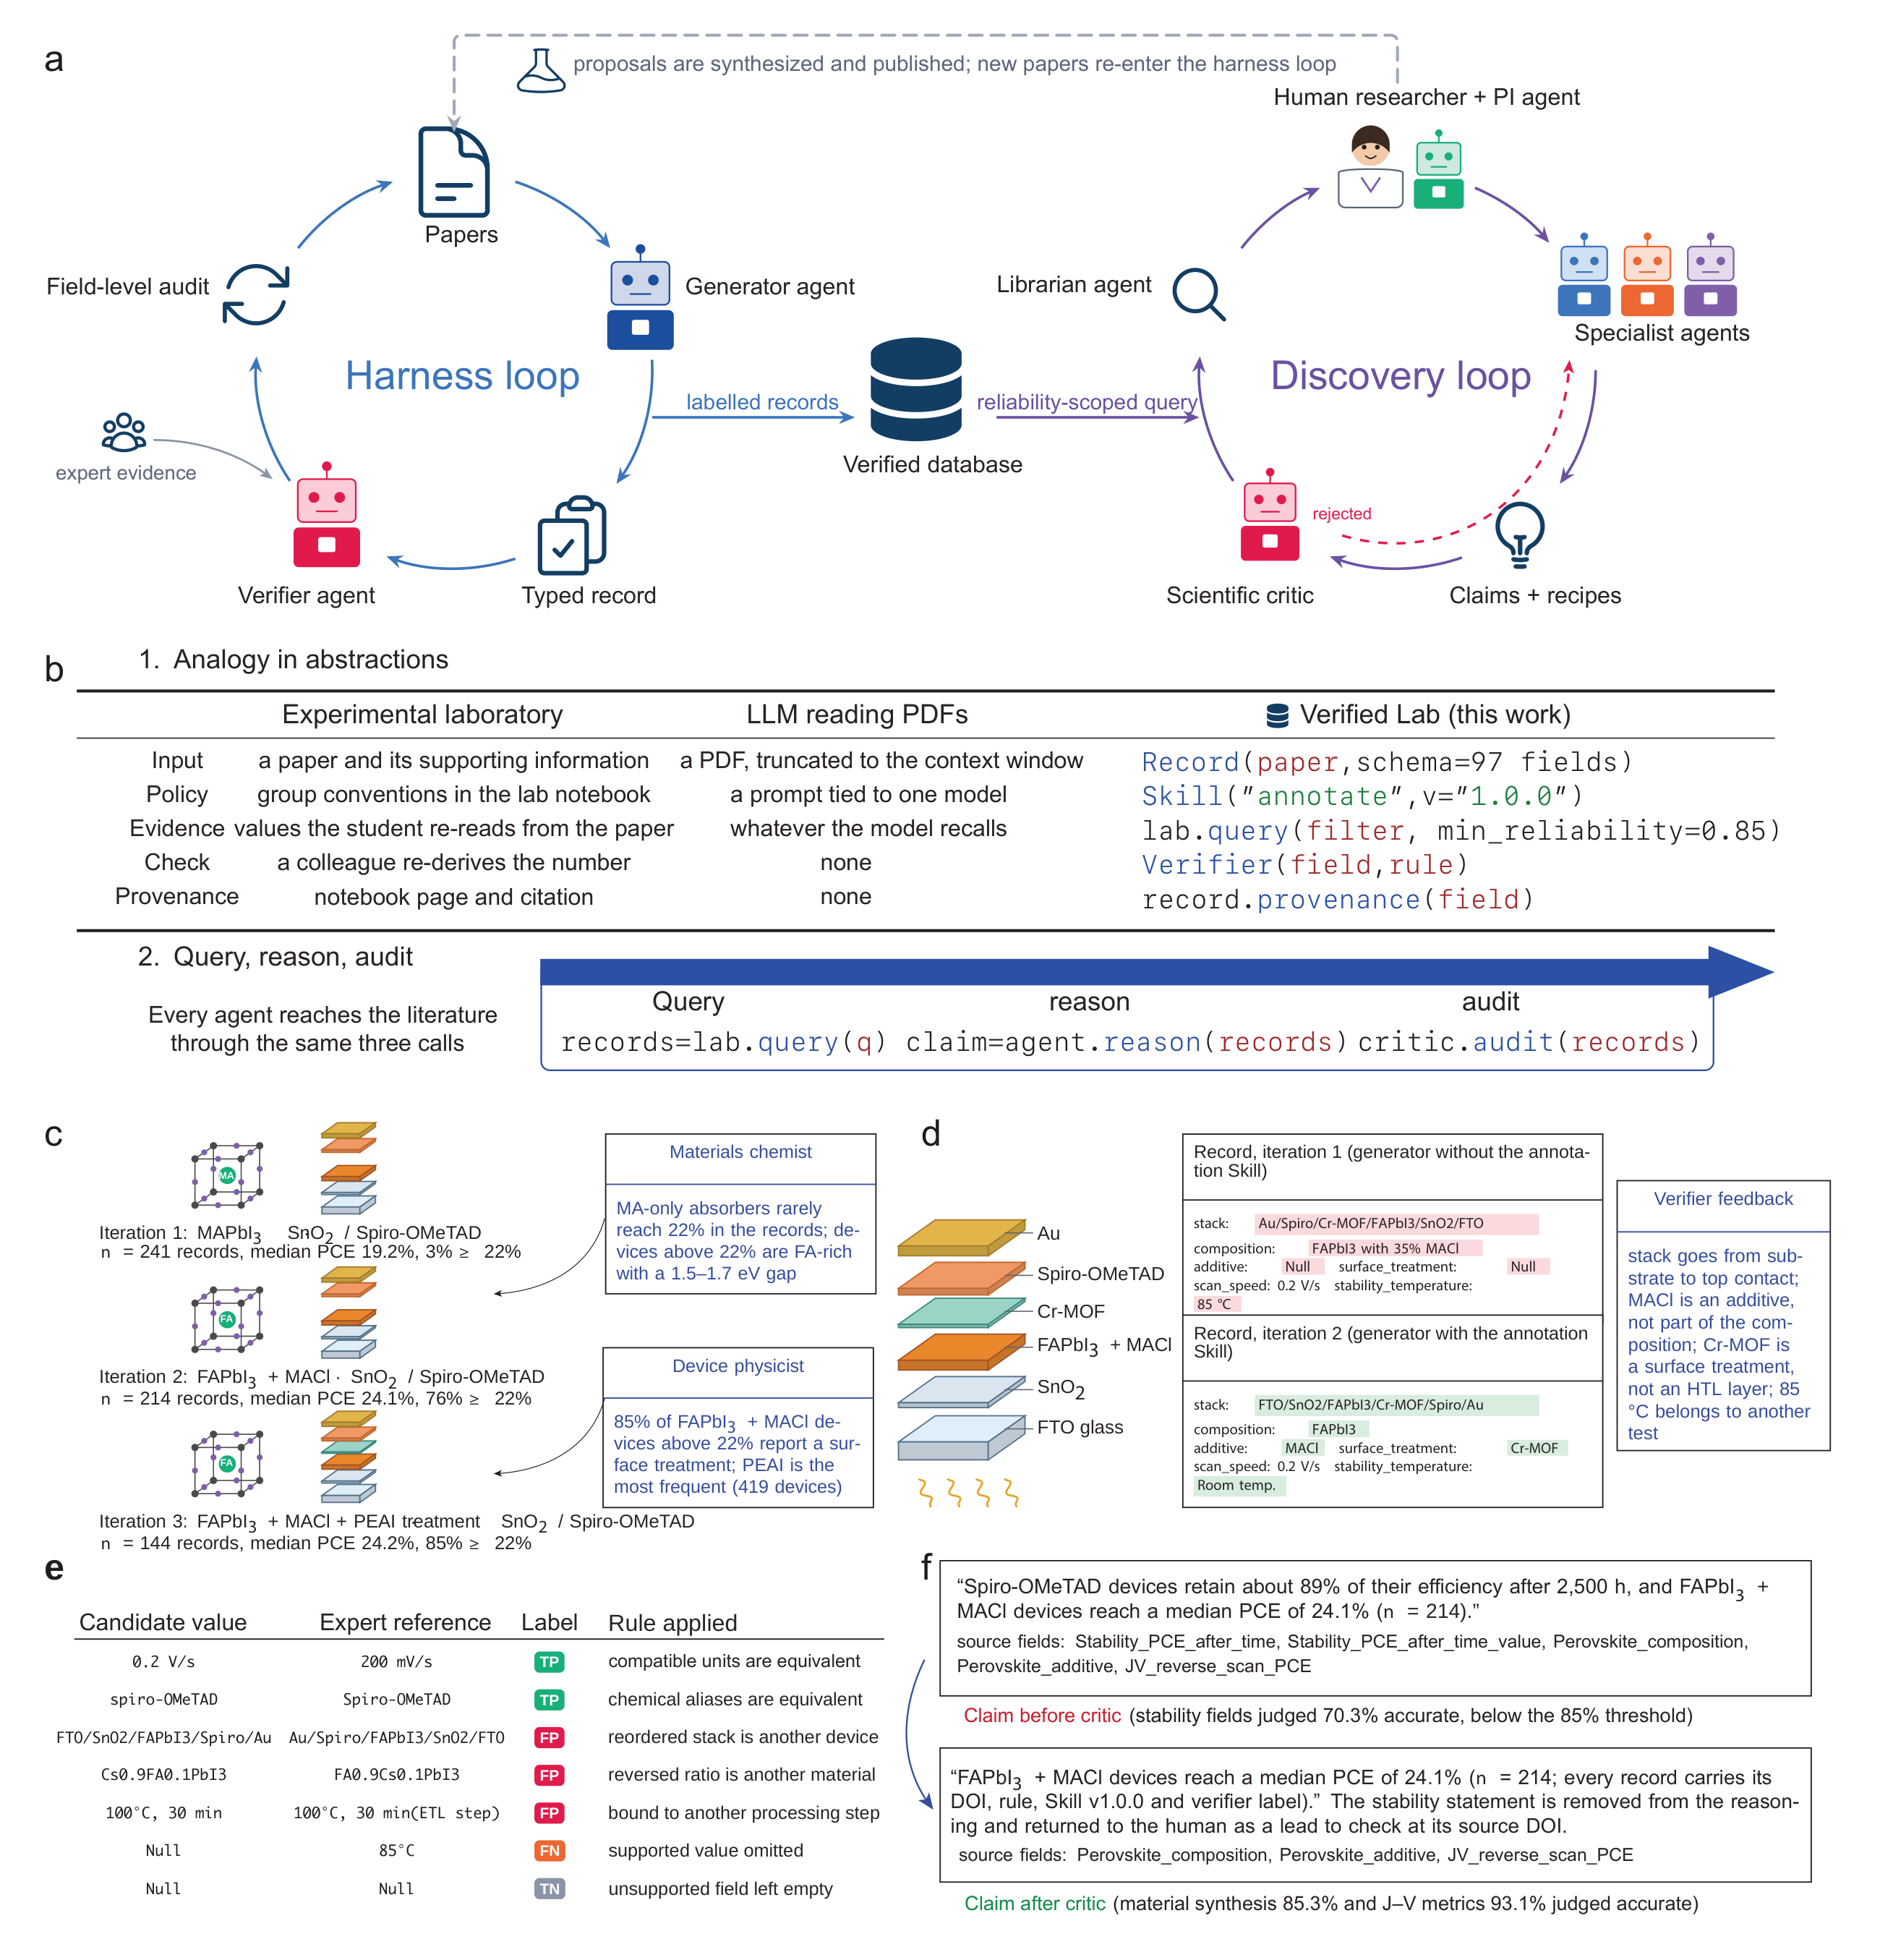 a
proposals are synthesized and published; new papers re-enter the harness loop
Human researcher + PI agent
Papers
Field-level audit
Generator agent
Librarian agent
Specialist agents
Harness loop
Discovery loop
labelled records
reliability-scoped query
expert evidence
Verified database
rejected
Verifier agent
Typed record
Scientific critic
Claims + recipes
b
1. Analogy in abstractions
Experimental laboratory LLM reading PDFs Verified Lab (this work)
Input a paper and its supporting information a PDF, truncated to the context window Record(paper,schema=97 fields)
Policy group conventions in the lab notebook a prompt tied to one model Skill("annotate",v="1.0.0")
Evidence values the student re-reads from the paper whatever the model recalls lab.query(filter, min_reliability=0.85)
Check a colleague re-derives the number none Verifier(field,rule)
Provenance notebook page and citation none record.provenance(field)
2. Query, reason, audit
Every agent reaches the literature
through the same three calls
Query reason audit
records=lab.query(q) claim=agent.reason(records) critic.audit(records)
c
MA
Iteration 1: MAPbI3 SnO2 / Spiro-OMeTAD
n = 241 records, median PCE 19.2%, 3% ≥ 22%
FA
Iteration 2: FAPbI3 + MACl · SnO2 / Spiro-OMeTAD
n = 214 records, median PCE 24.1%, 76% ≥ 22%
FA
Iteration 3: FAPbI3 + MACl + PEAI treatment SnO2 / Spiro-OMeTAD
n = 144 records, median PCE 24.2%, 85% ≥ 22%
Materials chemist
MA-only absorbers rarely
reach 22% in the records; de-
vices above 22% are FA-rich
with a 1.5–1.7 eV gap
Device physicist
85% of FAPbI3 + MACl de-
vices above 22% report a sur-
face treatment; PEAI is the
most frequent (419 devices)
d
Au
Spiro-OMeTAD
Cr-MOF
FAPbI3 + MACl
SnO2
FTO glass
Record, iteration 1 (generator without the annota-
tion Skill)
stack: Au/Spiro/Cr-MOF/FAPbI3/SnO2/FTO
composition: FAPbI3 with 35% MACl
additive: Null surface_treatment: Null
scan_speed: 0.2 V/s stability_temperature:
85 °C
Record, iteration 2 (generator with the annotation
Skill)
stack: FTO/SnO2/FAPbI3/Cr-MOF/Spiro/Au
composition: FAPbI3
additive: MACl surface_treatment: Cr-MOF
scan_speed: 0.2 V/s stability_temperature:
Room temp.
Verifier feedback
stack goes from sub-
strate to top contact;
MACl is an additive,
not part of the com-
position; Cr-MOF is
a surface treatment,
not an HTL layer; 85
°C belongs to another
test
e
Candidate value Expert reference Label Rule applied
0.2 V/s 200 mV/s TP compatible units are equivalent
spiro-OMeTAD Spiro-OMeTAD TP chemical aliases are equivalent
FTO/SnO2/FAPbI3/Spiro/Au Au/Spiro/FAPbI3/SnO2/FTO FP reordered stack is another device
Cs0.9FA0.1PbI3 FA0.9Cs0.1PbI3 FP reversed ratio is another material
100°C, 30 min 100°C, 30 min(ETL step) FP bound to another processing step
Null 85°C FN supported value omitted
Null Null TN unsupported field left empty
f
“Spiro-OMeTAD devices retain about 89% of their efficiency after 2,500 h, and FAPbI3 +
MACl devices reach a median PCE of 24.1% (n = 214).”
source fields: Stability_PCE_after_time, Stability_PCE_after_time_value, Perovskite_composition,
Perovskite_additive, JV_reverse_scan_PCE
Claim before critic (stability fields judged 70.3% accurate, below the 85% threshold)
“FAPbI3 + MACl devices reach a median PCE of 24.1% (n = 214; every record carries its
DOI, rule, Skill v1.0.0 and verifier label).” The stability statement is removed from the reason-
ing and returned to the human as a lead to check at its source DOI.
source fields: Perovskite_composition, Perovskite_additive, JV_reverse_scan_PCE
Claim after critic (material synthesis 85.3% and J–V metrics 93.1% judged accurate)